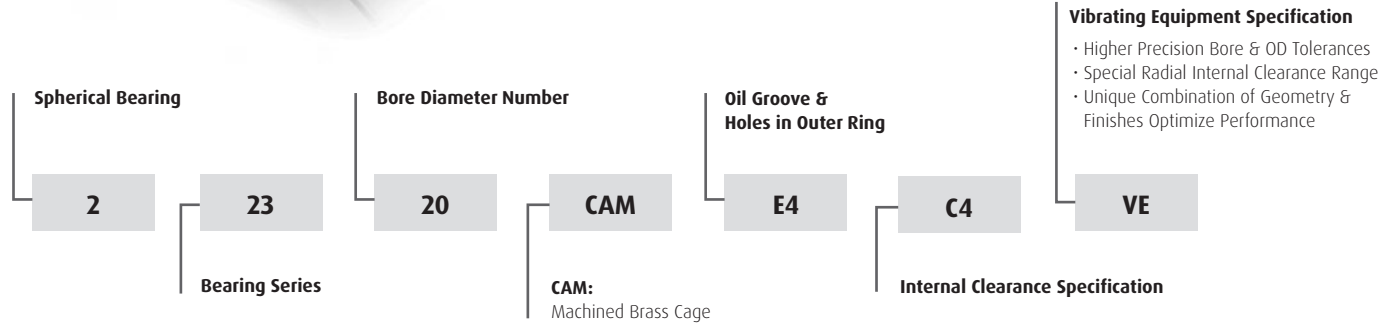 Vibrating Equipment Specification
· Higher Precision Bore & OD Tolerances
· Special Radial Internal Clearance Range
· Unique Combination of Geometry &
Finishes Optimize Performance
Spherical Bearing
Bore Diameter Number
Oil Groove &
Holes in Outer Ring
2
23
20
CAM
E4
C4
VE
Bearing Series
CAM:
Machined Brass Cage
Internal Clearance Specification